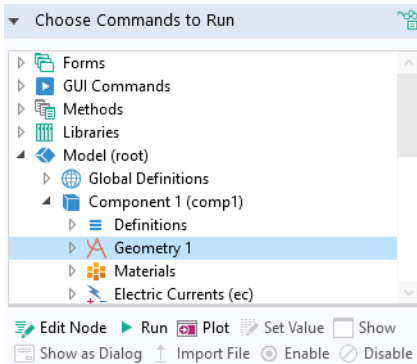 Choose Commands to Run
Forms
GUI Commands
Methods
Libraries
Model (root)
Global Definitions
Component 1 (comp1)
Definitions
Geometry 1
Materials
Electric Currents (ec)
Edit Node Run Plot Set Value Show
Show as Dialog Import File Enable Disable